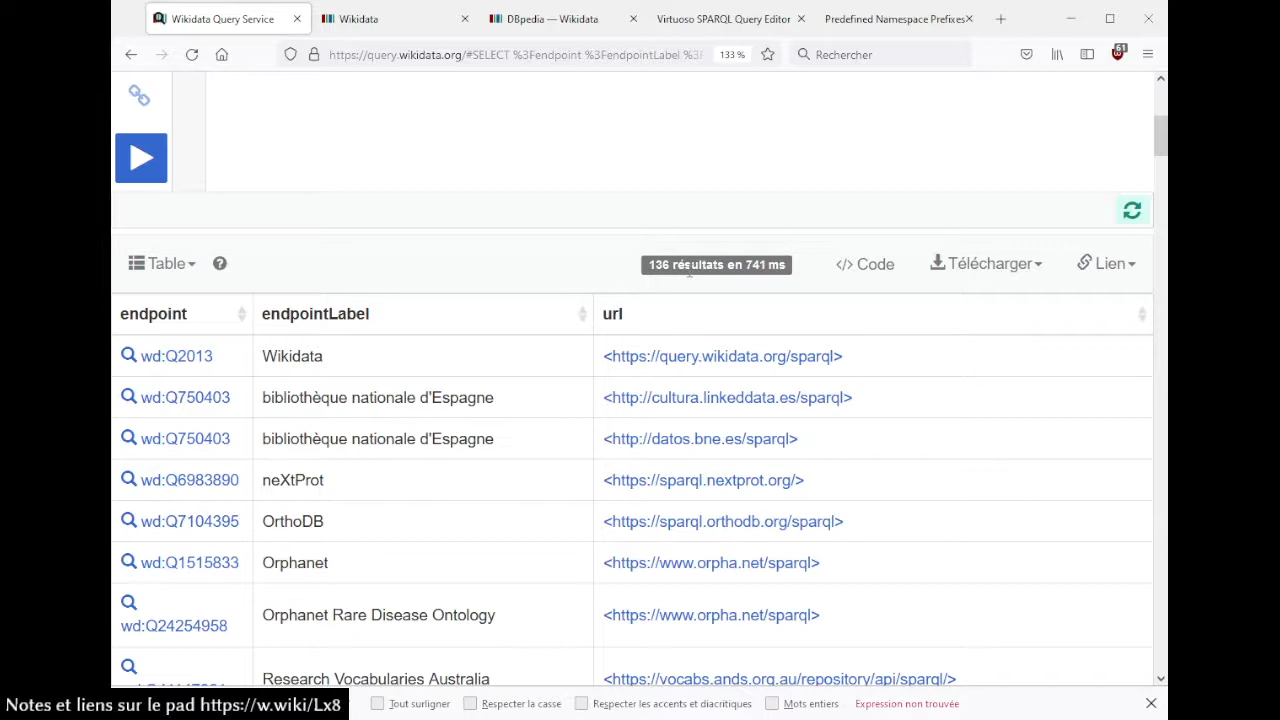 Wikidata Query Service
Wikidata
DBpedia — Wikidata
Virtuoso SPARQL Query Editor
Predefined Namespace Prefixes
https://query.wikidata.org/#SELECT %3Fendpoint %3FendpointLabel %3F
133 %
Rechercher
61
Table
136 résultats en 741 ms
</> Code
Télécharger
Lien
endpoint endpointLabel url
wd:Q2013 Wikidata <https://query.wikidata.org/sparql>
wd:Q750403 bibliothèque nationale d'Espagne <http://cultura.linkeddata.es/sparql>
wd:Q750403 bibliothèque nationale d'Espagne <http://datos.bne.es/sparql>
wd:Q6983890 neXtProt <https://sparql.nextprot.org/>
wd:Q7104395 OrthoDB <https://sparql.orthodb.org/sparql>
wd:Q1515833 Orphanet <https://www.orpha.net/sparql>
wd:Q24254958 Orphanet Rare Disease Ontology <https://www.orpha.net/sparql>
Research Vocabularies Australia <https://vocabs.ands.org.au/repository/api/sparql/>
Notes et liens sur le pad https://w.wiki/Lx8
Tout surligner Respecter la casse Respecter les accents et diacritiques Mots entiers Expression non trouvée